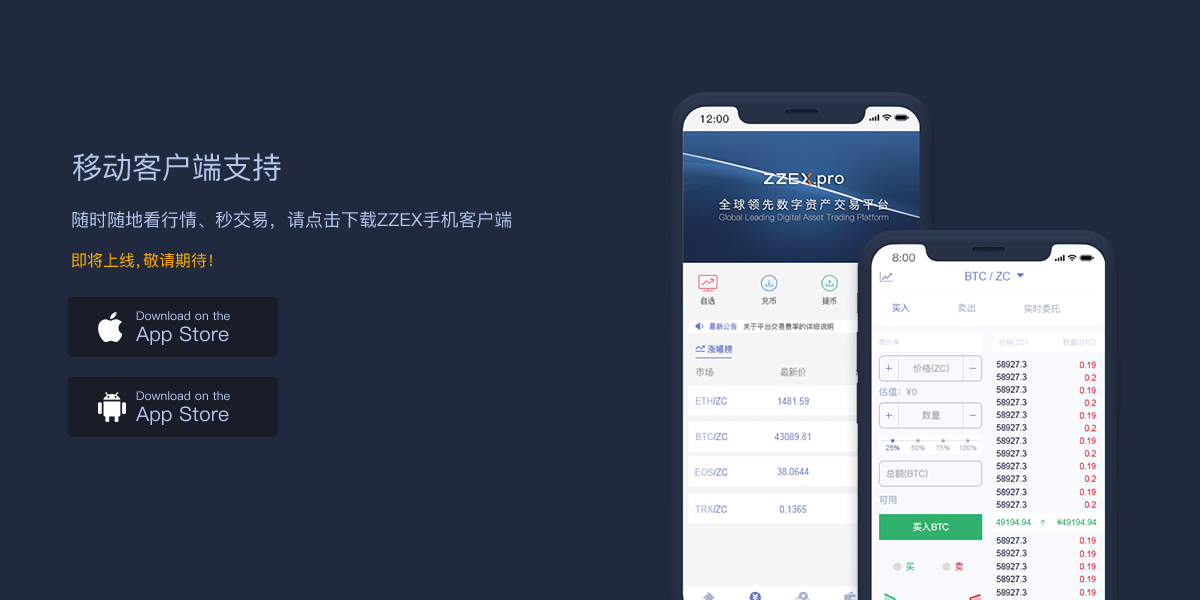 移动客户端支持
随时随地看行情、秒交易，请点击下载ZZEX手机客户端
即将上线,敬请期待!
Download on the
App Store
Download on the
App Store
12:00
ZZEX.pro
全球领先数字资产交易平台
Global Leading Digital Asset Trading Platform
自选 充币 提币
最新公告 关于平台交易费率的详细说明
涨幅榜
市场 最新价
ETH/ZC 1481.59
BTC/ZC 43089.81
EOS/ZC 38.0644
TRX/ZC 0.1365
8:00
BTC / ZC
买入 卖出 实时委托
限价单
+ 价格(ZC) −
估值: ¥0
+ 数量 −
25% 50% 75% 100%
总额(BTC)
可用
买入BTC
买 卖
价格(ZC) 数量(BTC)
58927.3 0.19
58927.3 0.2
58927.3 0.19
58927.3 0.2
58927.3 0.19
58927.3 0.2
58927.3 0.19
58927.3 0.2
58927.3 0.19
58927.3 0.2
58927.3 0.19
58927.3 0.2
49194.94 ↑ ¥49194.94
58927.3 0.19
58927.3 0.19
58927.3 0.19
58927.3 0.19
58927.3 0.19